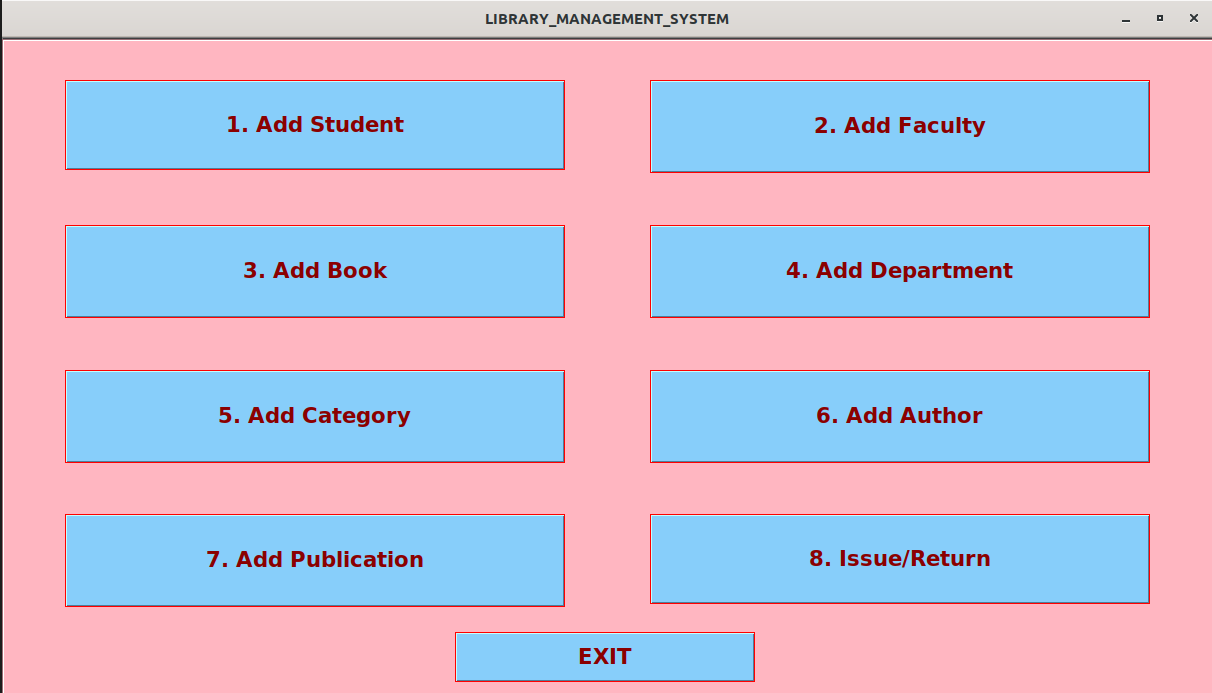 LIBRARY_MANAGEMENT_SYSTEM
1. Add Student
2. Add Faculty
3. Add Book
4. Add Department
5. Add Category
6. Add Author
7. Add Publication
8. Issue/Return
EXIT